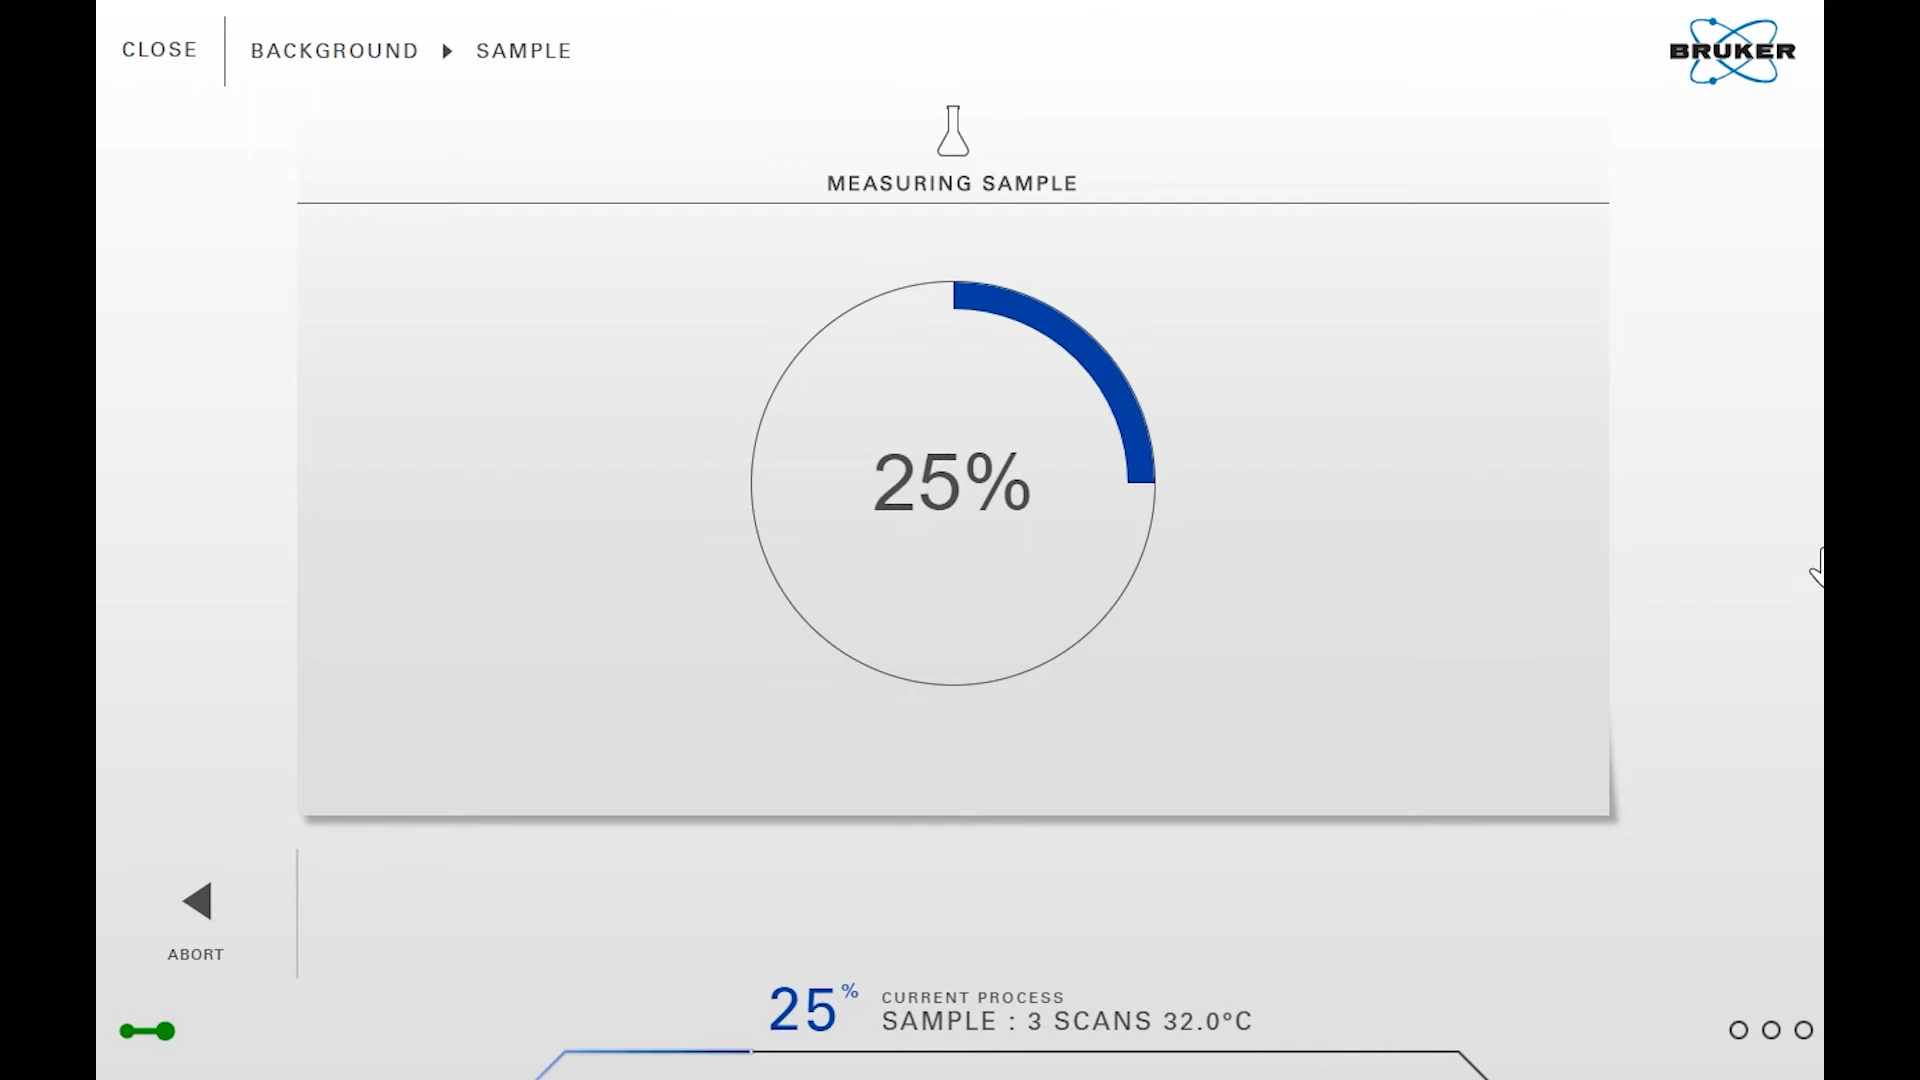 CLOSE
BACKGROUND ▶ SAMPLE
BRUKER
MEASURING SAMPLE
25%
ABORT
25%
CURRENT PROCESS
SAMPLE : 3 SCANS 32.0°C